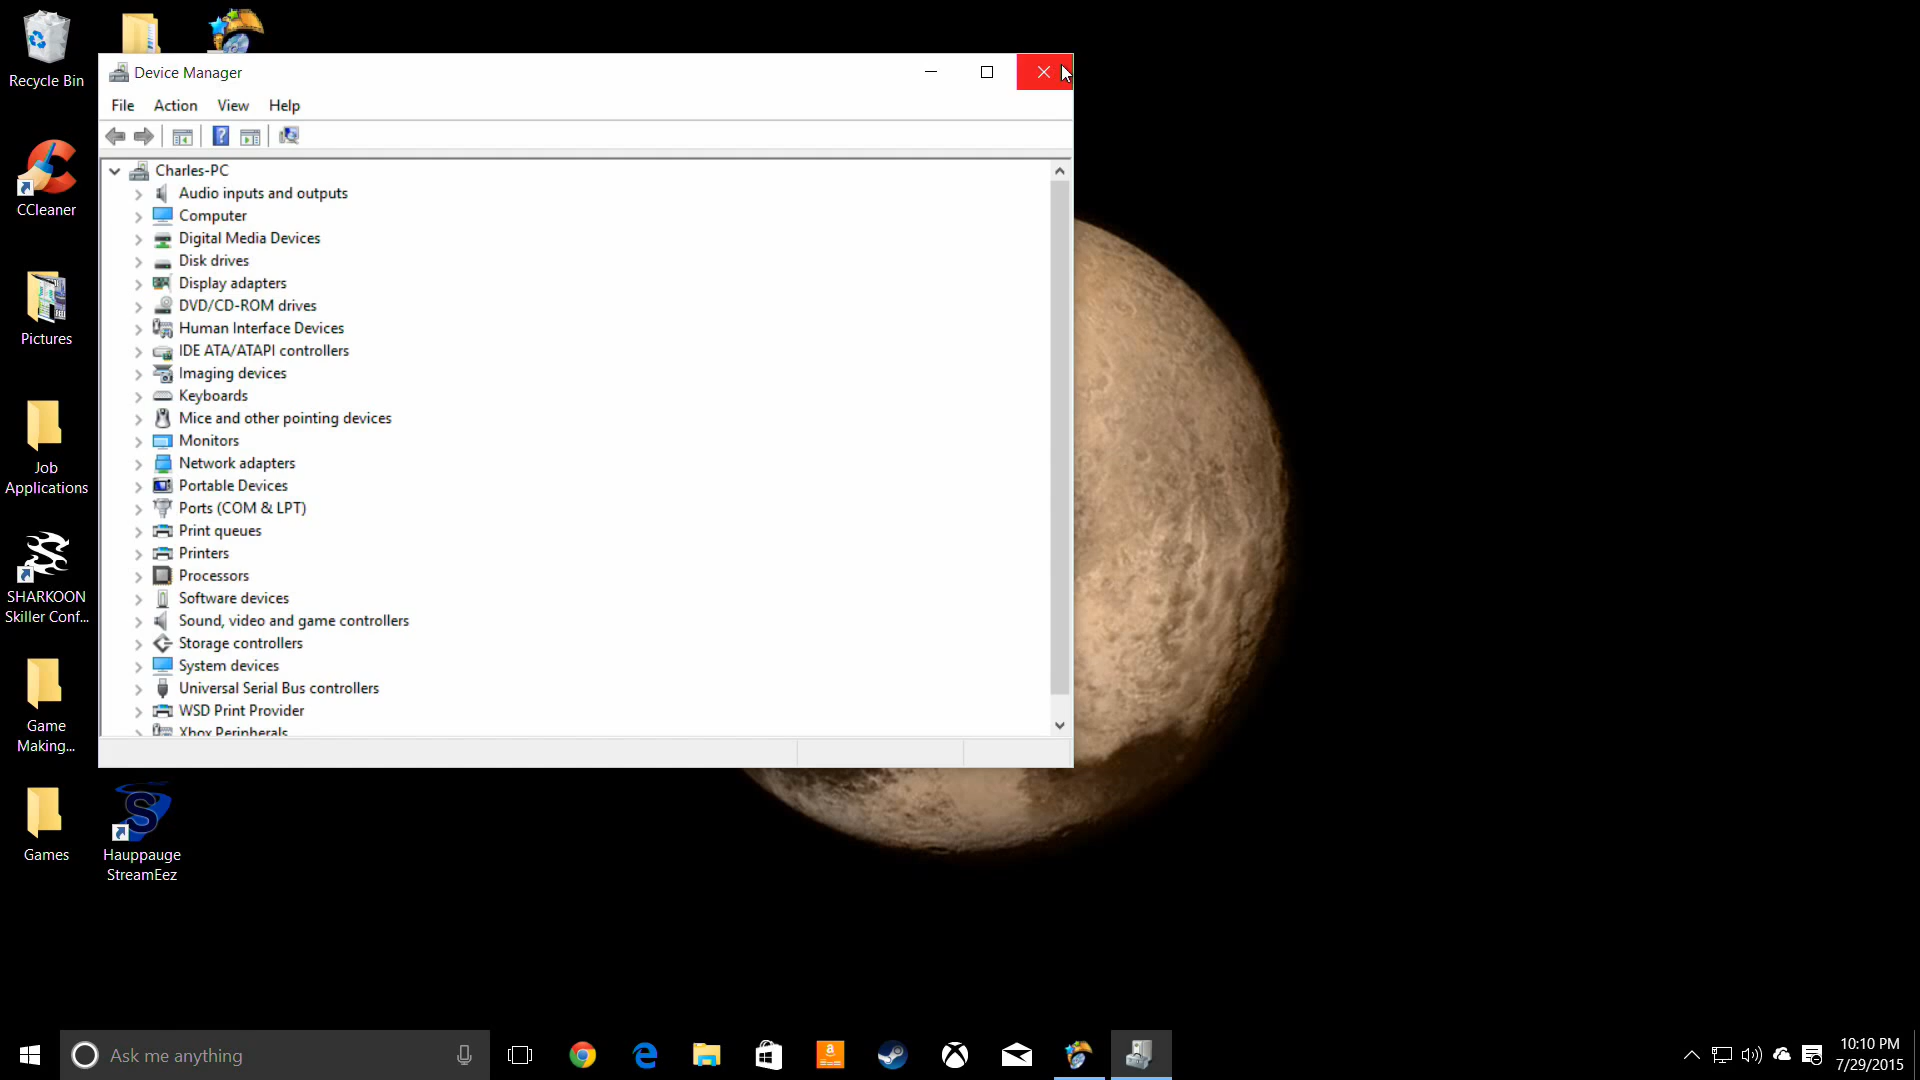 Recycle Bin
CCleaner
Pictures
Job
Applications
SHARKOON
Skiller Conf...
Game
Making...
Games
Hauppauge
StreamEez
Device Manager
File Action View Help
Charles-PC
Audio inputs and outputs
Computer
Digital Media Devices
Disk drives
Display adapters
DVD/CD-ROM drives
Human Interface Devices
IDE ATA/ATAPI controllers
Imaging devices
Keyboards
Mice and other pointing devices
Monitors
Network adapters
Portable Devices
Ports (COM & LPT)
Print queues
Printers
Processors
Software devices
Sound, video and game controllers
Storage controllers
System devices
Universal Serial Bus controllers
WSD Print Provider
Xbox Peripherals
Ask me anything
10:10 PM
7/29/2015